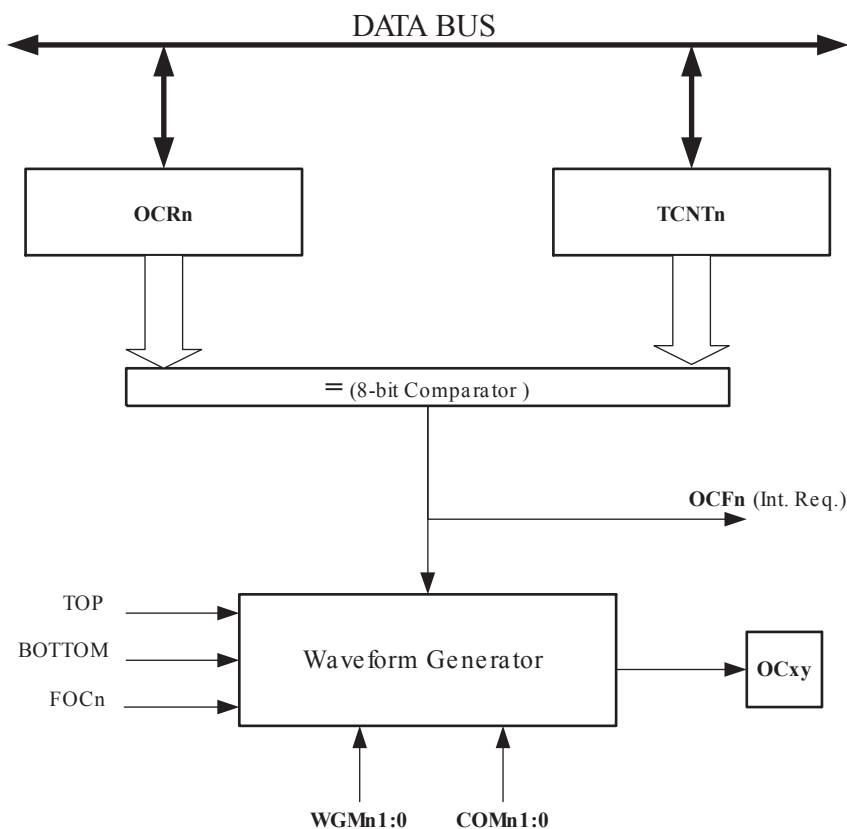 DATA BUS
OCRn
TCNTn
= (8-bit Comparator )
OCFn (Int. Req.)
TOP
BOTTOM
FOCn
Waveform Generator
OCxy
WGMn1:0
COMn1:0